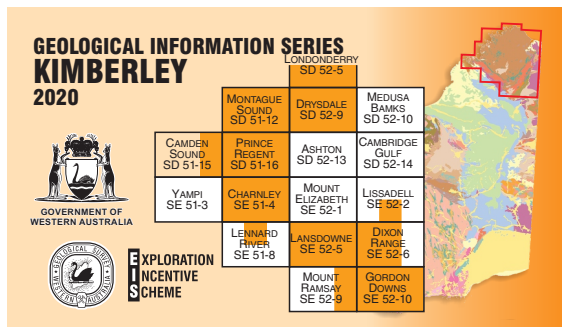 GEOLOGICAL INFORMATION SERIES
KIMBERLEY
2020
LONDONDERRY
SD 52-5
MONTAGUE
SOUND
SD 51-12
DRYSDALE
SD 52-9
MEDUSA
BANKS
SD 52-10
CAMDEN
SOUND
SD 51-15
PRINCE
REGENT
SD 51-16
ASHTON
SD 52-13
CAMBRIDGE
GULF
SD 52-14
YAMPI
SE 51-3
CHARNLEY
SE 51-4
MOUNT
ELIZABETH
SE 52-1
LISSADELL
SE 52-2
LENNARD
RIVER
SE 51-8
LANSDOWNE
SE 52-5
DIXON
RANGE
SE 52-6
MOUNT
RAMSAY
SE 52-9
GORDON
DOWNS
SE 52-10
GOVERNMENT OF
WESTERN AUSTRALIA
GEOLOGICAL SURVEY
WESTERN AUSTRALIA
EXPLORATION
INCENTIVE
SCHEME